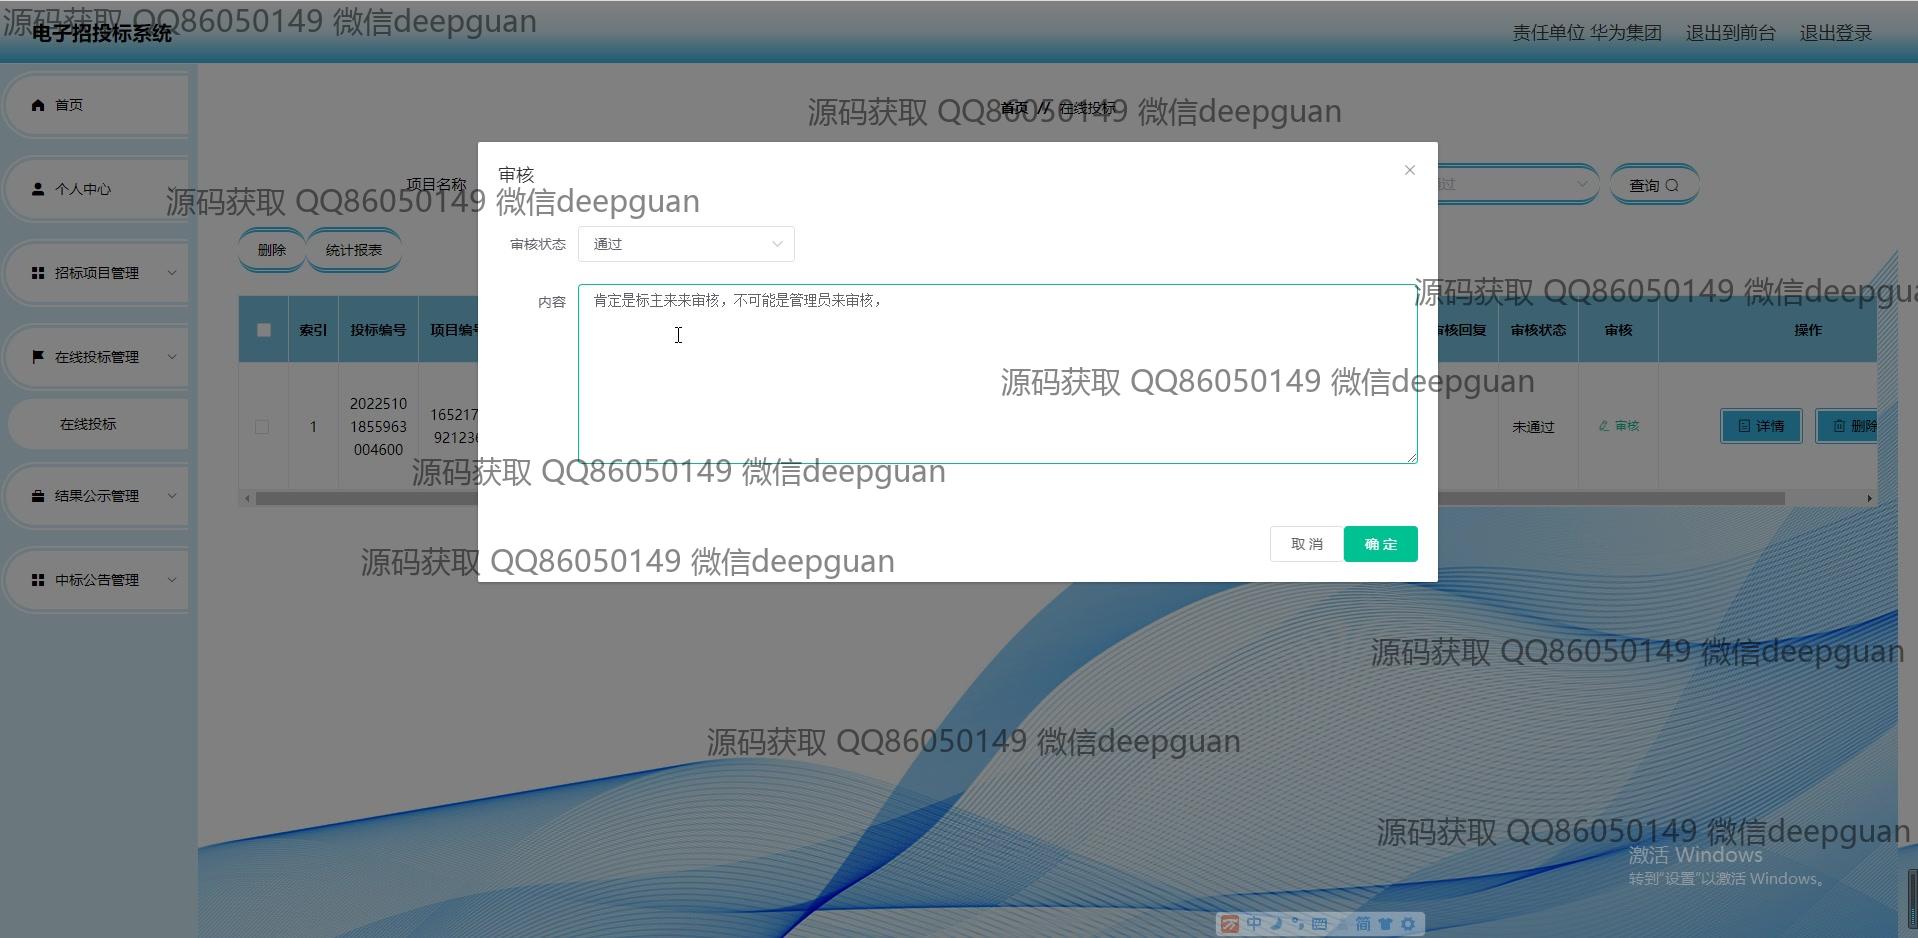 源码获取 QQ86050149 微信deepguan
电子招投标系统
责任单位 华为集团 退出到前台 退出登录
首页
个人中心
招标项目管理
在线投标管理
在线投标
结果公示管理
中标公告管理
源码获取 QQ86050149 微信deepguan
首页 // 在线投标
项目名称
过
查询
源码获取 QQ86050149 微信deepguan
删除 统计报表
索引 投标编号 项目编号 审核回复 审核状态 审核 操作
1
2022510
1855963
004600
165217
921236
未通过 审核 详情 删除
审核
审核状态 通过
内容 肯定是标主来来审核，不可能是管理员来审核，
源码获取 QQ86050149 微信deepgua
源码获取 QQ86050149 微信deepguan
源码获取 QQ86050149 微信deepguan
取消 确定
源码获取 QQ86050149 微信deepguan
源码获取 QQ86050149 微信deepguan
源码获取 QQ86050149 微信deepguan
源码获取 QQ86050149 微信deepguan
激活 Windows
转到"设置"以激活 Windows。
中 简